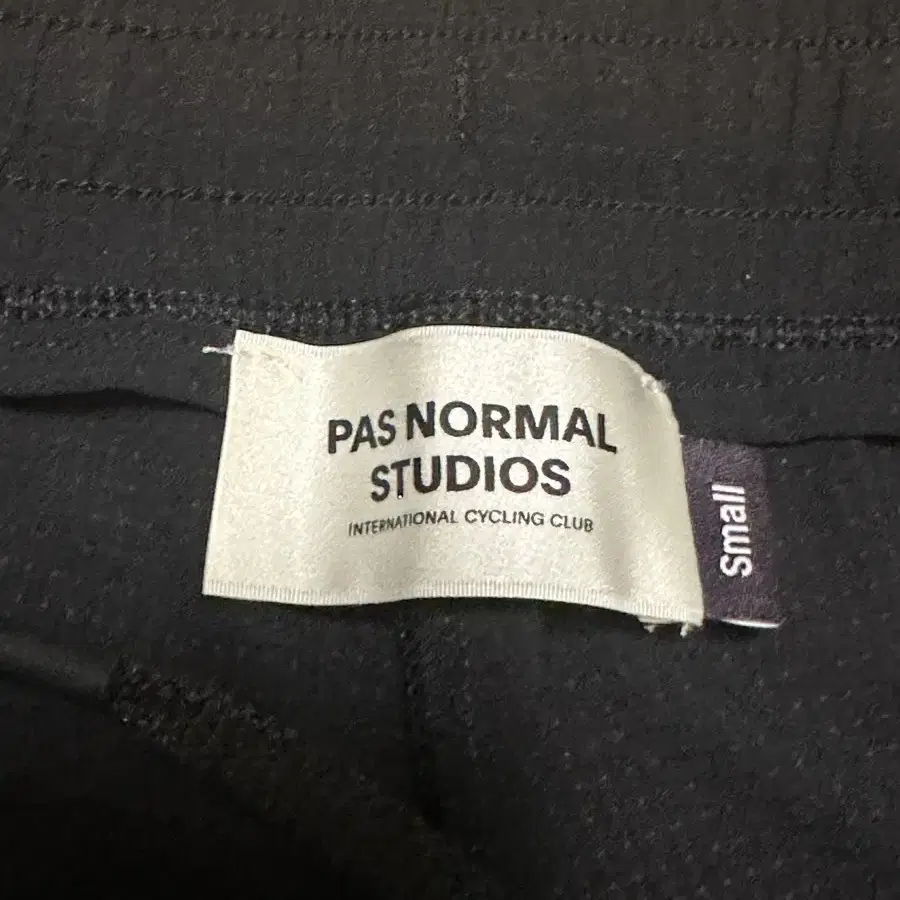 PAS NORMAL
STUDIOS
INTERNATIONAL CYCLING CLUB
Small